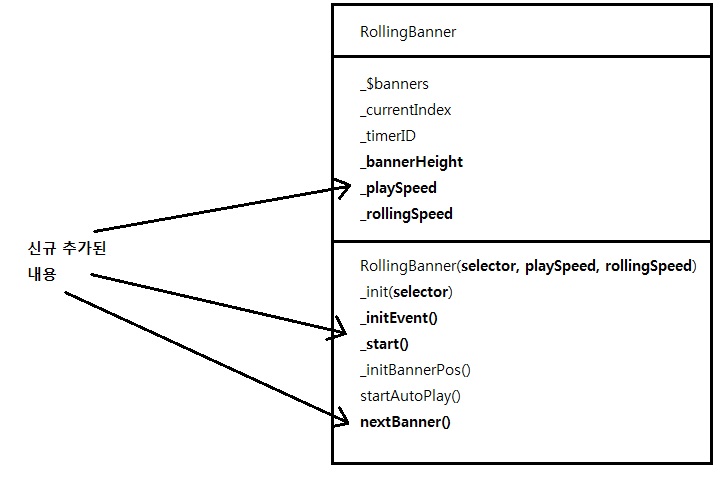 RollingBanner
_$banners
_currentIndex
_timerID
_bannerHeight
_playSpeed
_rollingSpeed
신규 추가된
내용
RollingBanner(selector, playSpeed, rollingSpeed)
_init(selector)
_initEvent()
_start()
_initBannerPos()
startAutoPlay()
nextBanner()